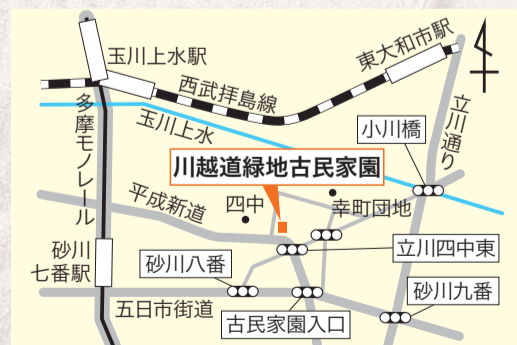 玉川上水駅
東大和市駅
西武拝島線
玉川上水
多摩モノレール
立川通り
小川橋
川越道緑地古民家園
平成新道
四中
幸町団地
立川四中東
砂川
七番駅
砂川八番
砂川九番
五日市街道
古民家園入口